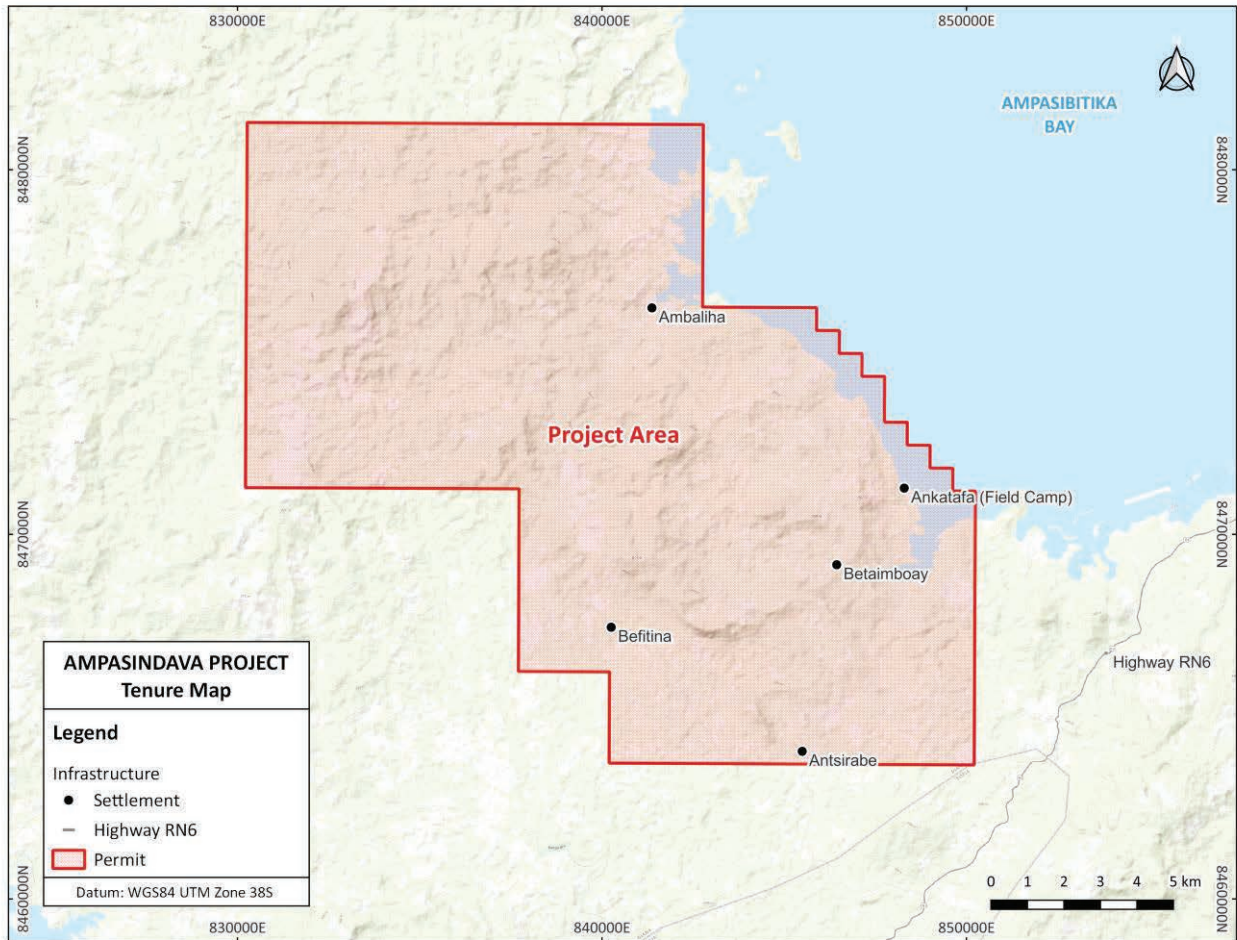 830000E
840000E
850000E
N
AMPASIBITIKA
BAY
8480000N
8480000N
Ambaliha
Project Area
Ankatafa (Field Camp)
8470000N
8470000N
Betaimboay
Befitina
Highway RN6
Antsirabe
AMPASINDAVA PROJECT
Tenure Map
Legend
Infrastructure
Settlement
Highway RN6
Permit
Datum: WGS84 UTM Zone 38S
0 1 2 3 4 5 km
8460000N
8460000N
830000E
840000E
850000E